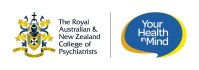 The Royal
Australian &
New Zealand
College of
Psychiatrists
Your
Health
in Mind